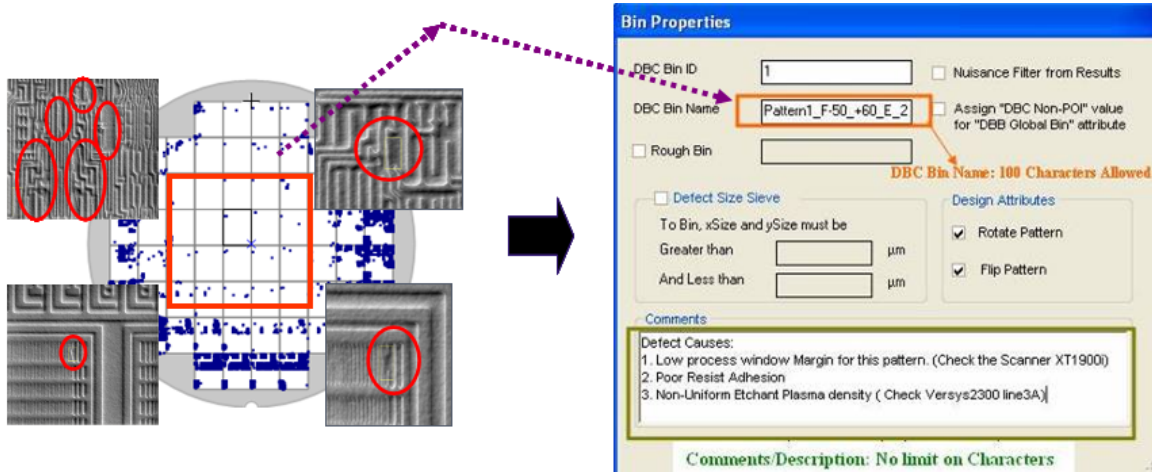 Bin Properties
DBC Bin ID
1
Nuisance Filter from Results
DBC Bin Name
Pattern1_F-50_+60_E_2
Assign "DBC Non-POI" value
for "DBB Global Bin" attribute
Rough Bin
DBC Bin Name: 100 Characters Allowed
Defect Size Sieve
Design Attributes
To Bin, xSize and ySize must be
Greater than
μm
And Less than
μm
Rotate Pattern
Flip Pattern
Comments
Defect Causes:
1. Low process window Margin for this pattern. (Check the Scanner XT1900i)
2. Poor Resist Adhesion
3. Non-Uniform Etchant Plasma density ( Check Versys2300 line3A)
Comments/Description: No limit on Characters